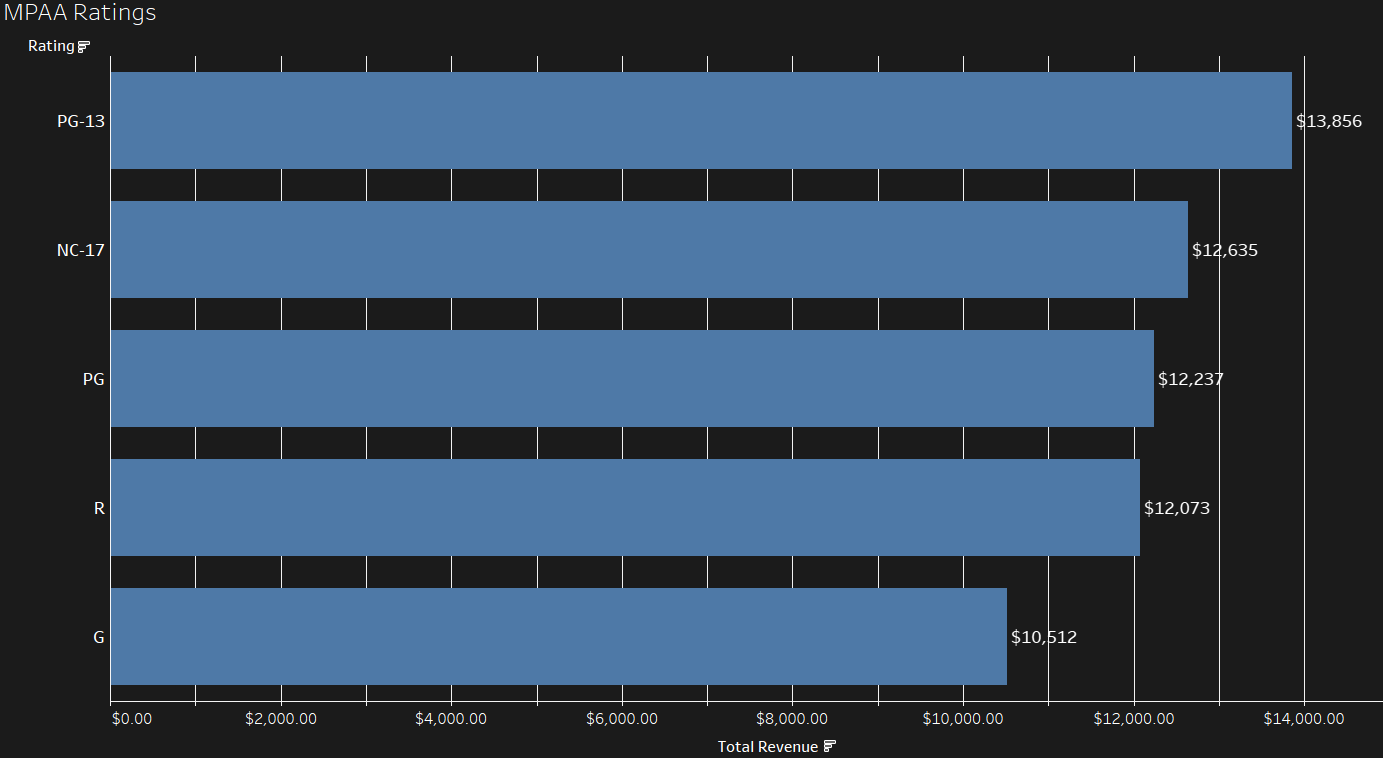 MPAA Ratings
Rating
PG-13 $13,856
NC-17 $12,635
PG $12,237
R $12,073
G $10,512
$0.00 $2,000.00 $4,000.00 $6,000.00 $8,000.00 $10,000.00 $12,000.00 $14,000.00
Total Revenue